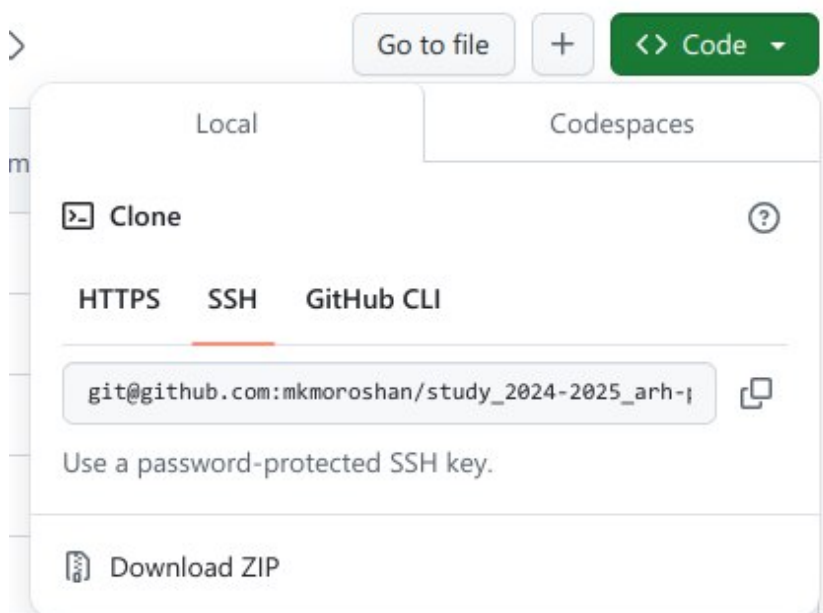 Go to file + <> Code
Local Codespaces
m
Clone
HTTPS SSH GitHub CLI
git@github.com:mkmoroshan/study_2024-2025_arh-
Use a password-protected SSH key.
Download ZIP